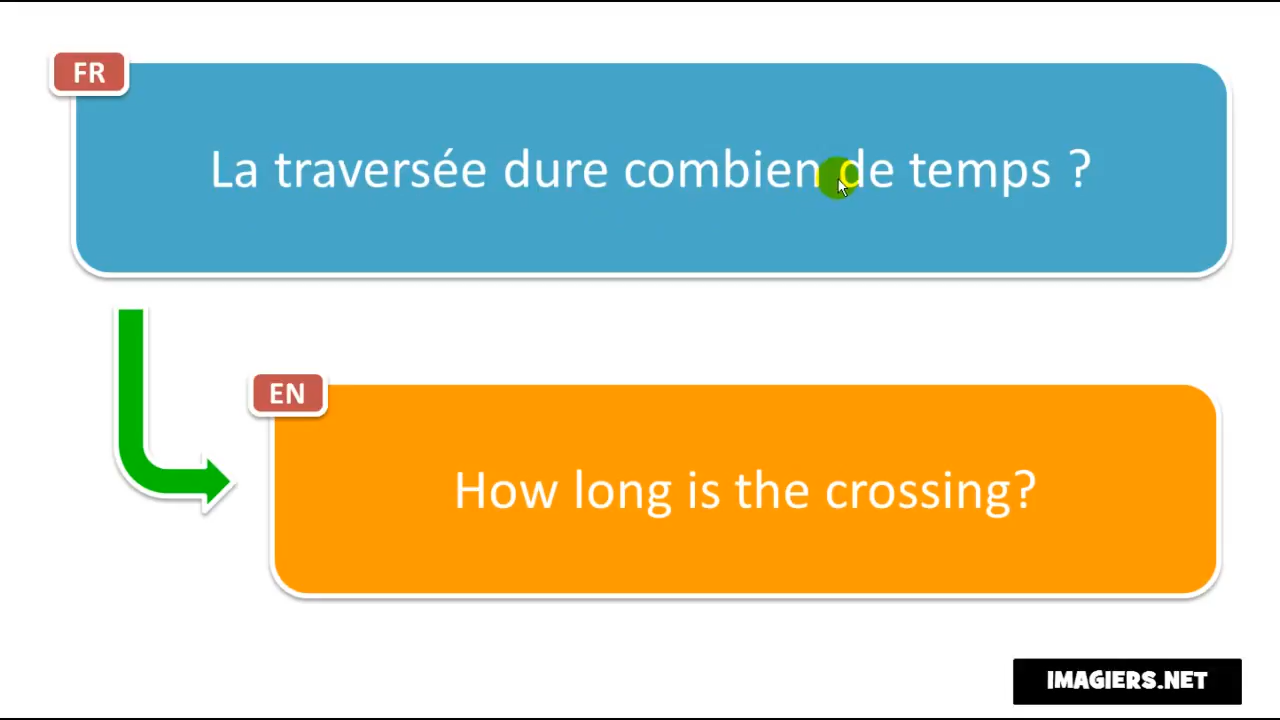 FR
La traversée dure combien de temps ?
EN
How long is the crossing?
IMAGIERS.NET